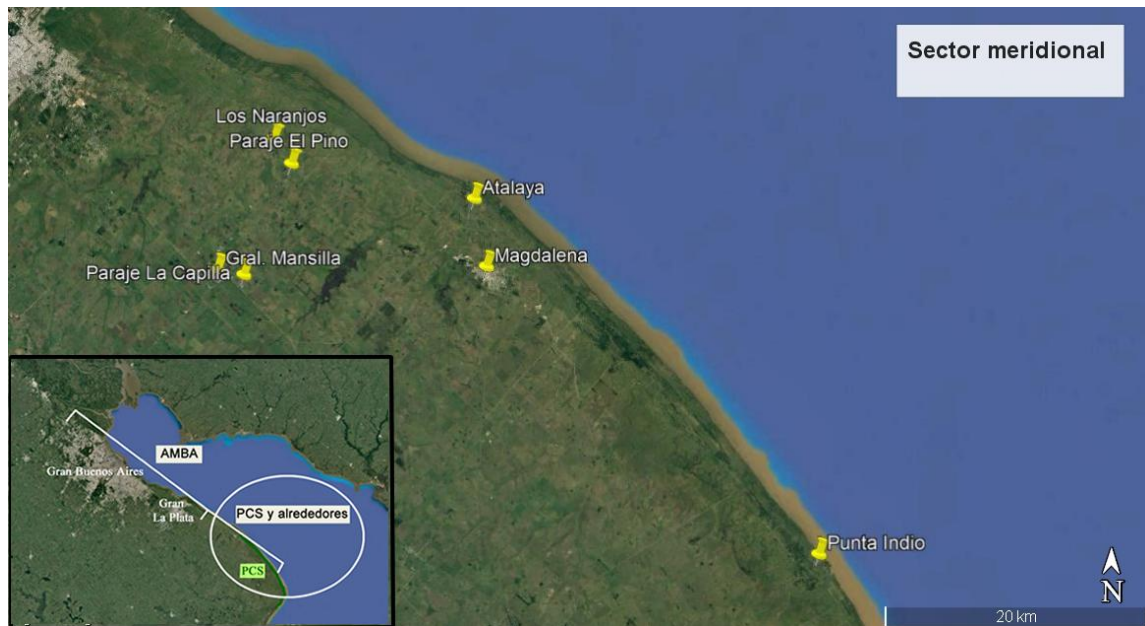 Sector meridional
Los Naranjos
Paraje El Pino
Atalaya
Magdalena
Gral. Mansilla
Paraje La Capilla
Punta Indio
N
20 km
AMBA
Gran Buenos Aires
Gran
La Plata
PCS y alrededores
PCS